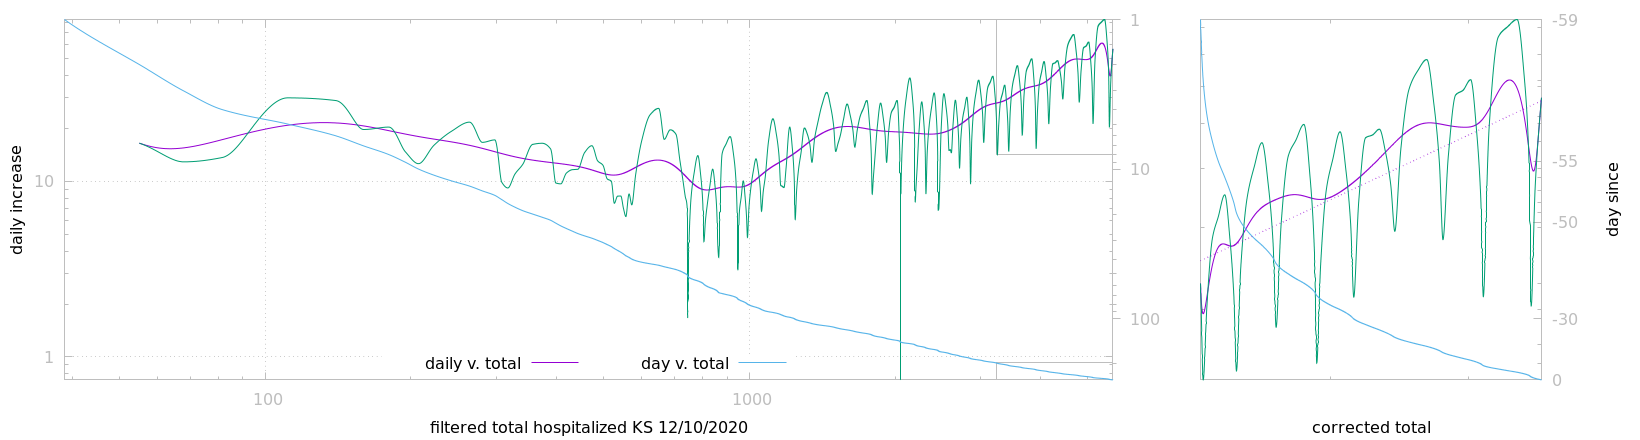 1
-59
10
-55
daily increase
10
-50
day since
100
-30
1
daily v. total
day v. total
0
100
1000
filtered total hospitalized KS 12/10/2020
corrected total